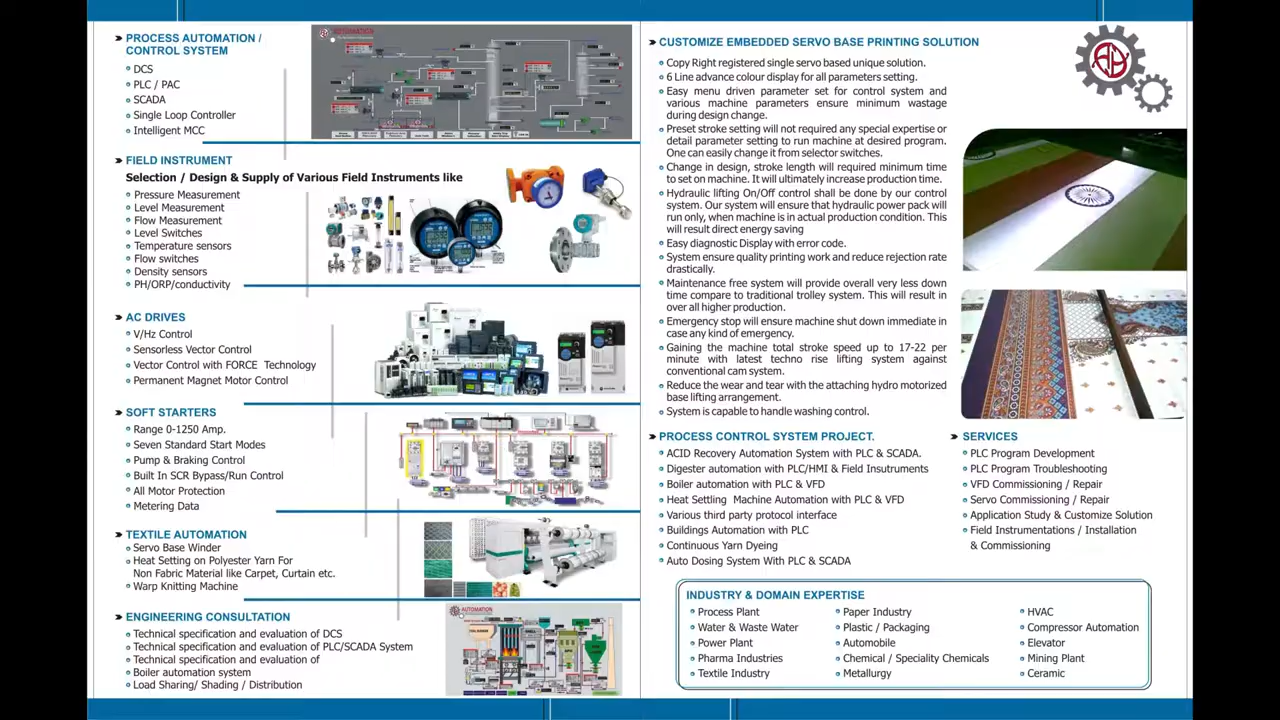 PROCESS AUTOMATION /
CONTROL SYSTEM
DCS
PLC / PAC
SCADA
Single Loop Controller
Intelligent MCC
AUTOMATION
FIELD INSTRUMENT
Selection / Design & Supply of Various Field Instruments like
Pressure Measurement
Level Measurement
Flow Measurement
Level Switches
Temperature sensors
Flow switches
Density sensors
PH/ORP/conductivity
AC DRIVES
V/Hz Control
Sensorless Vector Control
Vector Control with FORCE Technology
Permanent Magnet Motor Control
SOFT STARTERS
Range 0-1250 Amp.
Seven Standard Start Modes
Pump & Braking Control
Built In SCR Bypass/Run Control
All Motor Protection
Metering Data
TEXTILE AUTOMATION
Servo Base Winder
Heat Setting on Polyester Yarn For
Non Fabric Material like Carpet, Curtain etc.
Warp Knitting Machine
ENGINEERING CONSULTATION
Technical specification and evaluation of DCS
Technical specification and evaluation of PLC/SCADA System
Technical specification and evaluation of
Boiler automation system
Load Sharing/ Shading / Distribution
AUTOMATION
CUSTOMIZE EMBEDDED SERVO BASE PRINTING SOLUTION
Copy Right registered single servo based unique solution.
6 Line advance colour display for all parameters setting.
Easy menu driven parameter set for control system and
various machine parameters ensure minimum wastage
during design change.
Preset stroke setting will not required any special expertise or
detail parameter setting to run machine at desired program.
One can easily change it from selector switches.
Change in design, stroke length will required minimum time
to set on machine. It will ultimately increase production time.
Hydraulic lifting On/Off control shall be done by our control
system. Our system will ensure that hydraulic power pack will
run only, when machine is in actual production condition. This
will result direct energy saving
Easy diagnostic Display with error code.
System ensure quality printing work and reduce rejection rate
drastically.
Maintenance free system will provide overall very less down
time compare to traditional trolley system. This will result in
over all higher production.
Emergency stop will ensure machine shut down immediate in
case any kind of emergency.
Gaining the machine total stroke speed up to 17-22 per
minute with latest techno rise lifting system against
conventional cam system.
Reduce the wear and tear with the attaching hydro motorized
base lifting arrangement.
System is capable to handle washing control.
PROCESS CONTROL SYSTEM PROJECT.
ACID Recovery Automation System with PLC & SCADA.
Digester automation with PLC/HMI & Field Insutruments
Boiler automation with PLC & VFD
Heat Settling Machine Automation with PLC & VFD
Various third party protocol interface
Buildings Automation with PLC
Continuous Yarn Dyeing
Auto Dosing System With PLC & SCADA
SERVICES
PLC Program Development
PLC Program Troubleshooting
VFD Commissioning / Repair
Servo Commissioning / Repair
Application Study & Customize Solution
Field Instrumentations / Installation
& Commissioning
INDUSTRY & DOMAIN EXPERTISE
Process Plant
Water & Waste Water
Power Plant
Pharma Industries
Textile Industry
Paper Industry
Plastic / Packaging
Automobile
Chemical / Speciality Chemicals
Metallurgy
HVAC
Compressor Automation
Elevator
Mining Plant
Ceramic